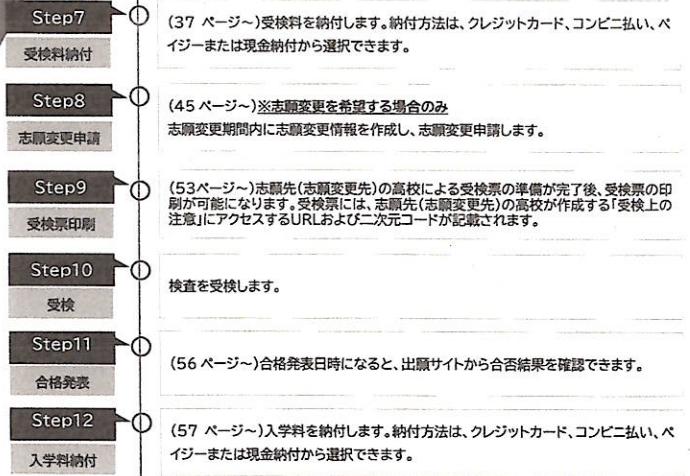 Step7
受検料納付
(37 ページ~)受検料を納付します。納付方法は、クレジットカード、コンビニ払い、ペ
イジーまたは現金納付から選択できます。
Step8
志願変更申請
(45 ページ~)※志願変更を希望する場合のみ
志願変更期間内に志願変更情報を作成し、志願変更申請します。
Step9
受検票印刷
(53ページ~)志願先(志願変更先)の高校による受検票の準備が完了後、受検票の印
刷が可能になります。受検票には、志願先(志願変更先)の高校が作成する「受検上の
注意」にアクセスするURLおよび二次元コードが記載されます。
Step10
受検
検査を受検します。
Step11
合格発表
(56 ページ~)合格発表日時になると、出願サイトから合否結果を確認できます。
Step12
入学料納付
(57 ページ~)入学料を納付します。納付方法は、クレジットカード、コンビニ払い、ペ
イジーまたは現金納付から選択できます。